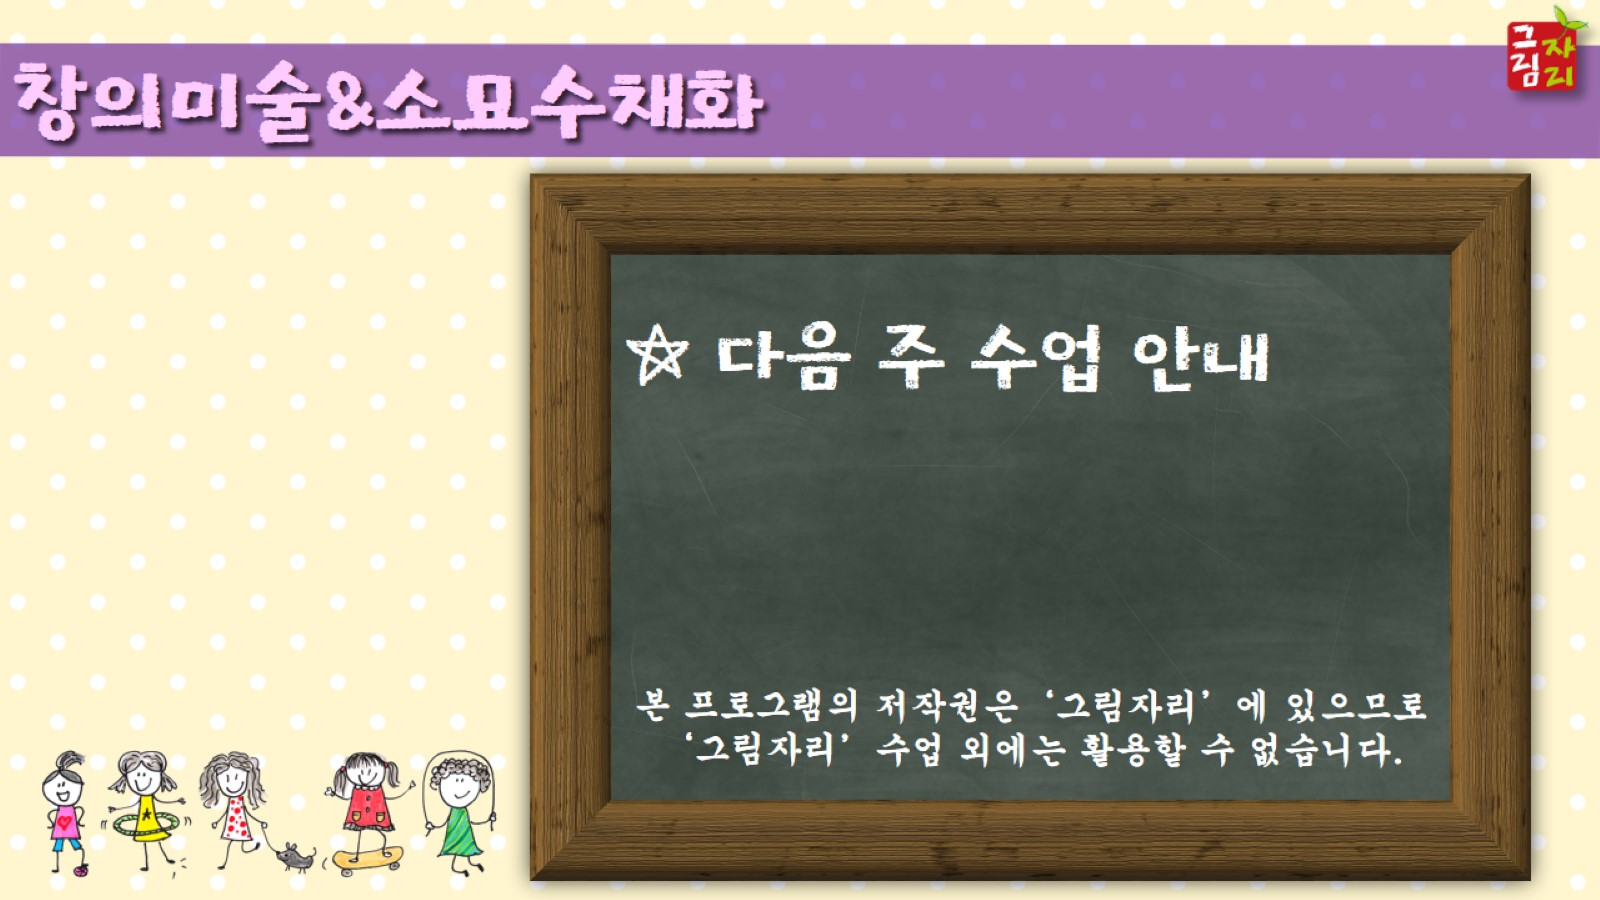 창의미술&소묘수채화
그자
림리
☆ 다음 주 수업 안내
본 프로그램의 저작권은 ‘그림자리’ 에 있으므로
‘그림자리’ 수업 외에는 활용할 수 없습니다.